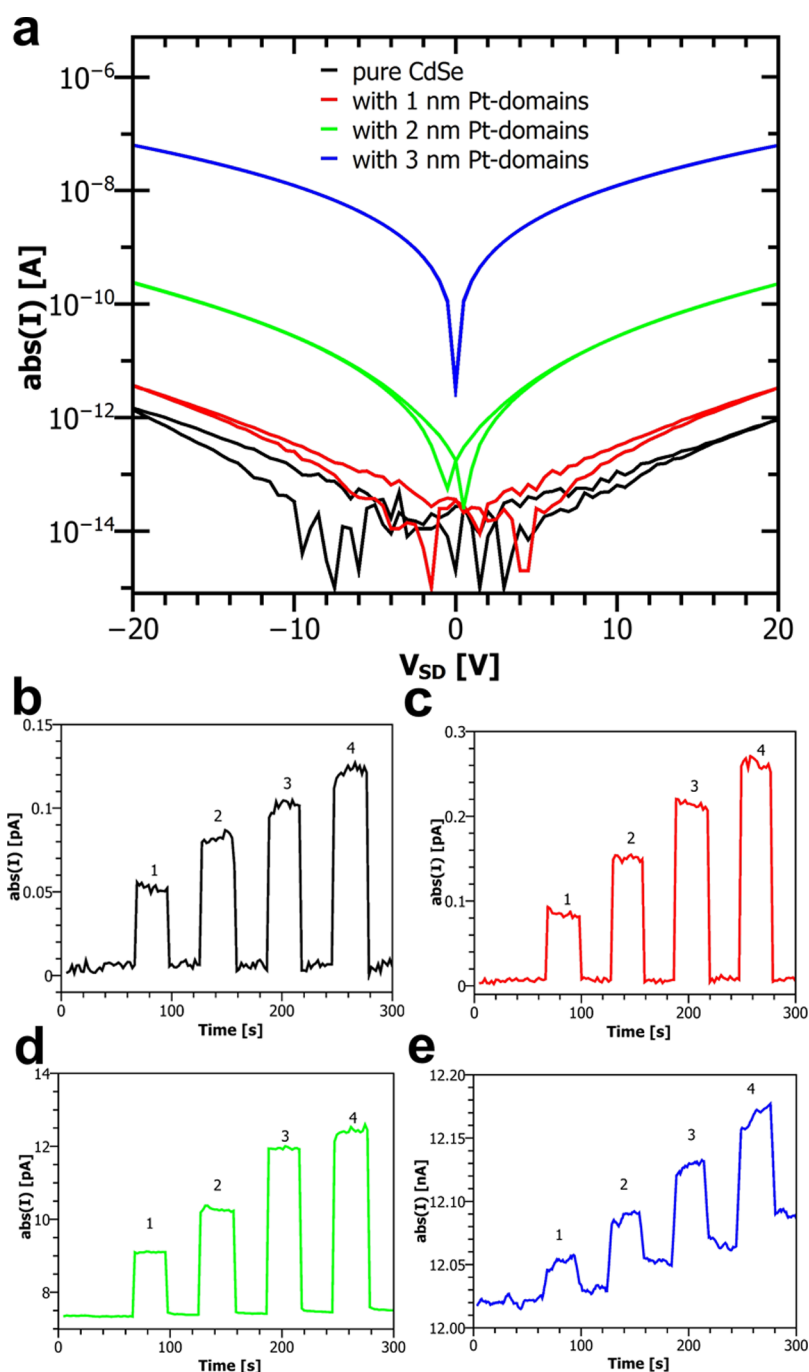 a
abs(I) [A]
10⁻⁶
10⁻⁸
10⁻¹⁰
10⁻¹²
10⁻¹⁴
pure CdSe
with 1 nm Pt-domains
with 2 nm Pt-domains
with 3 nm Pt-domains
−20 −10 0 10 20
V_SD [V]
b
abs(I) [pA]
0.15
0.1
0.05
0
1 2 3 4
0 100 200 300
Time [s]
c
abs(I) [pA]
0.3
0.2
0.1
0
1 2 3 4
0 100 200 300
Time [s]
d
abs(I) [pA]
14
12
10
8
1 2 3 4
0 100 200 300
Time [s]
e
abs(I) [nA]
12.20
12.15
12.10
12.05
12.00
1 2 3 4
0 100 200 300
Time [s]